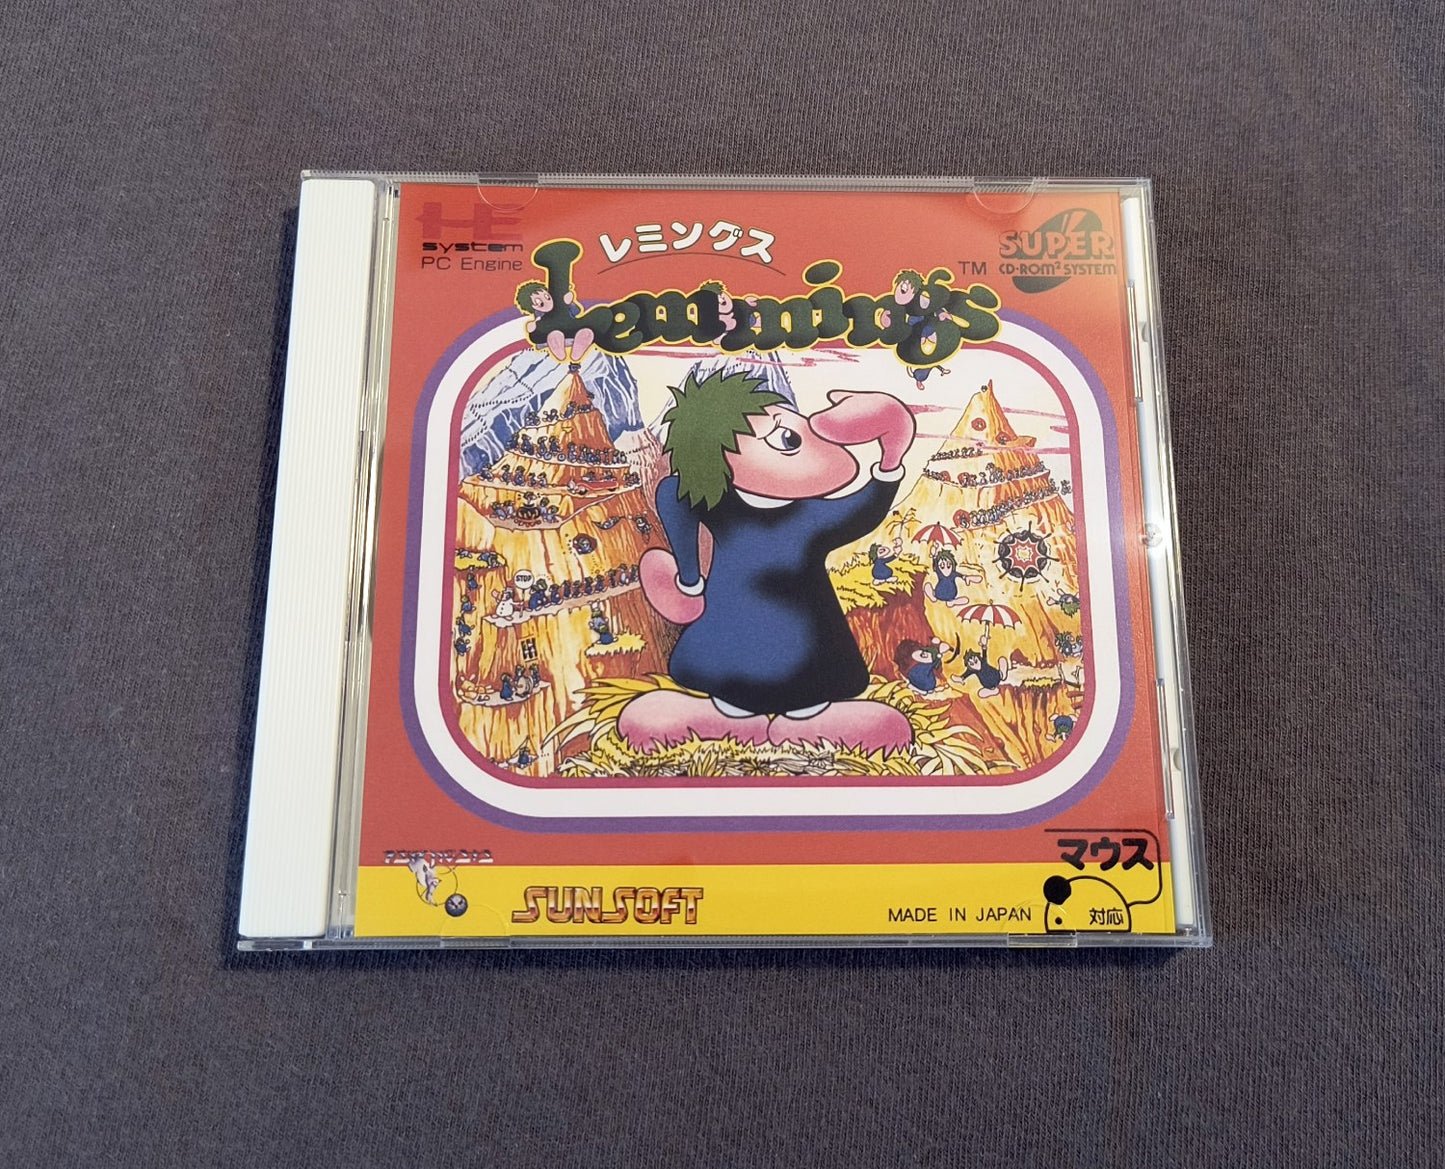 HE
system
PC Engine
レミングス
Lemmings
TM
SUPER
CD-ROM² SYSTEM
STOP
マウス
対応
PSYGNOSIS
SUNSOFT
MADE IN JAPAN